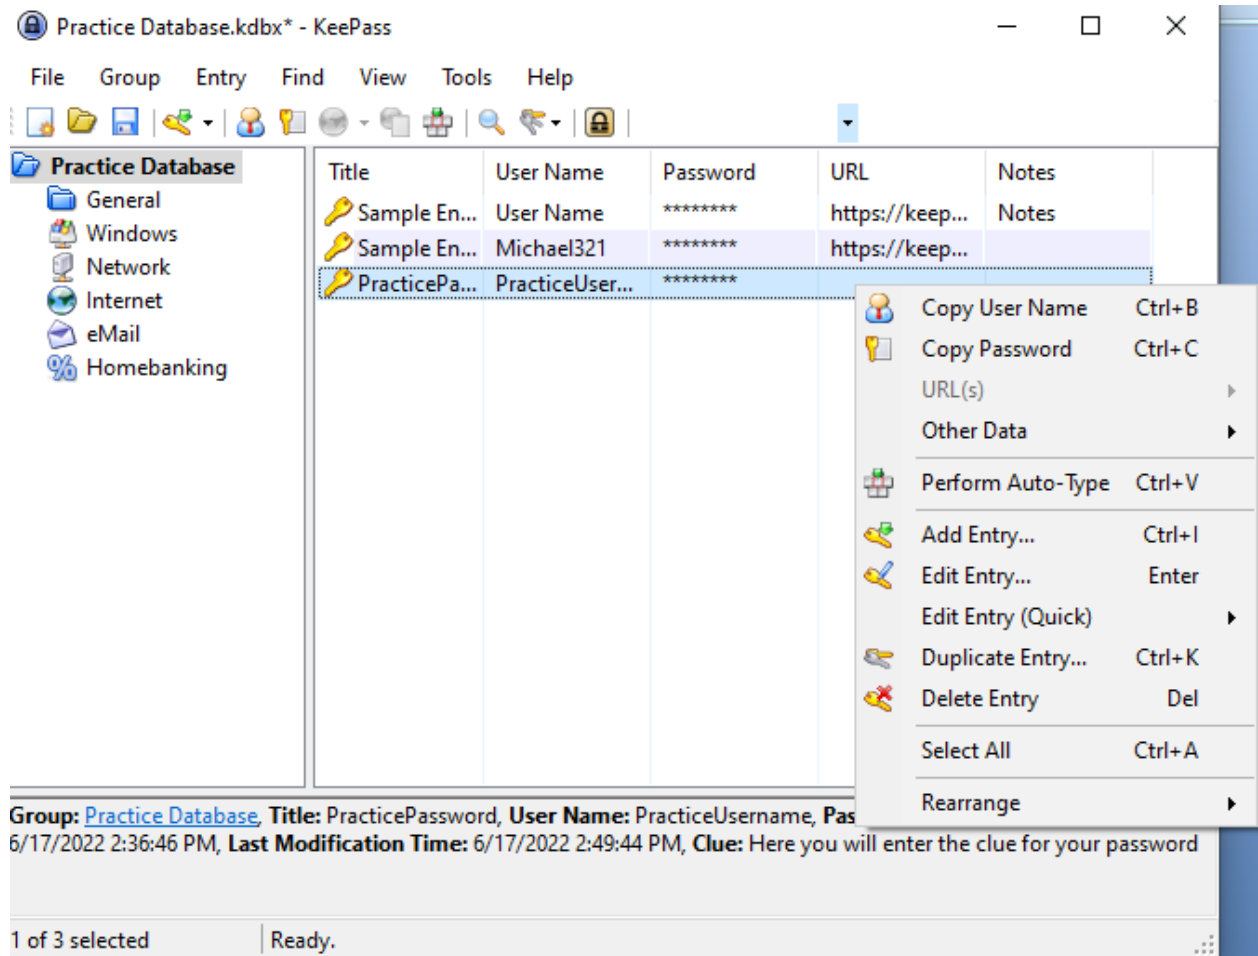 Practice Database.kdbx* - KeePass
File Group Entry Find View Tools Help
Practice Database
General
Windows
Network
Internet
eMail
Homebanking
Title User Name Password URL Notes
Sample En... User Name ******** https://keep... Notes
Sample En... Michael321 ******** https://keep...
PracticePa... PracticeUser... ********
Copy User Name Ctrl+B
Copy Password Ctrl+C
URL(s)
Other Data
Perform Auto-Type Ctrl+V
Add Entry... Ctrl+I
Edit Entry... Enter
Edit Entry (Quick)
Duplicate Entry... Ctrl+K
Delete Entry Del
Select All Ctrl+A
Rearrange
Group: Practice Database, Title: PracticePassword, User Name: PracticeUsername, Pas
6/17/2022 2:36:46 PM, Last Modification Time: 6/17/2022 2:49:44 PM, Clue: Here you will enter the clue for your password
1 of 3 selected Ready.